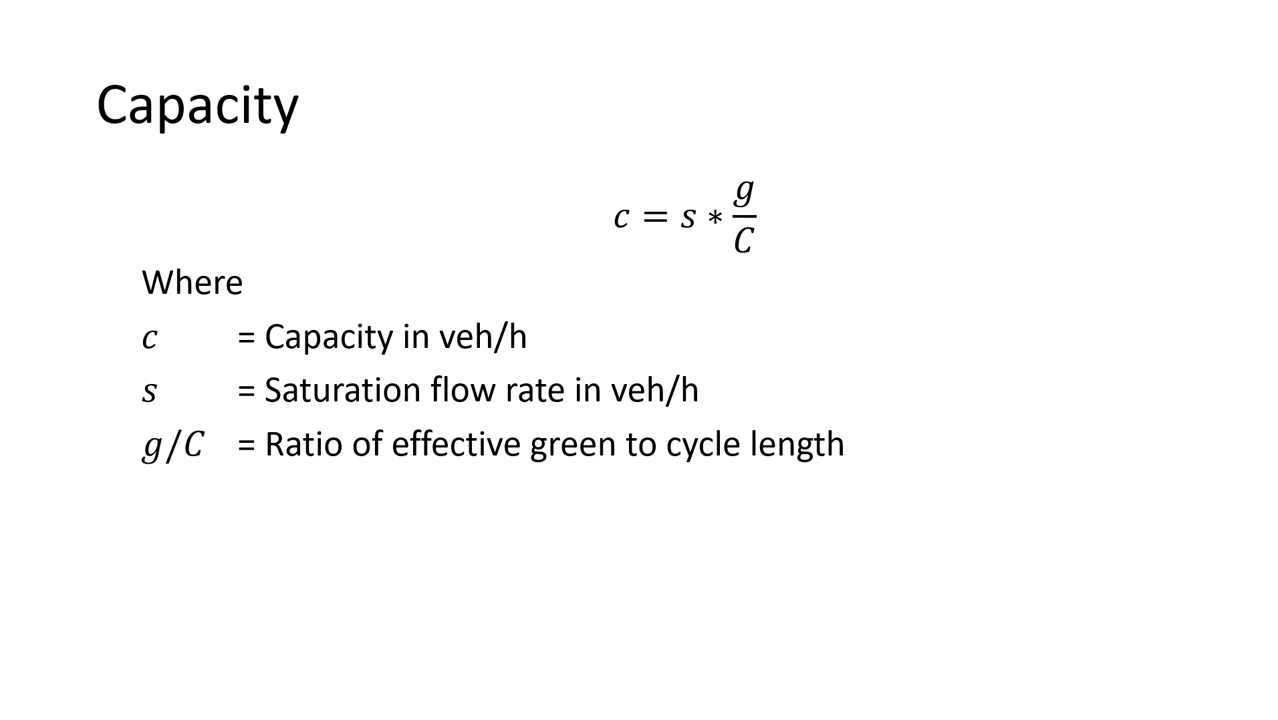 Capacity
c = s * g/C
Where
c = Capacity in veh/h
s = Saturation flow rate in veh/h
g/C = Ratio of effective green to cycle length